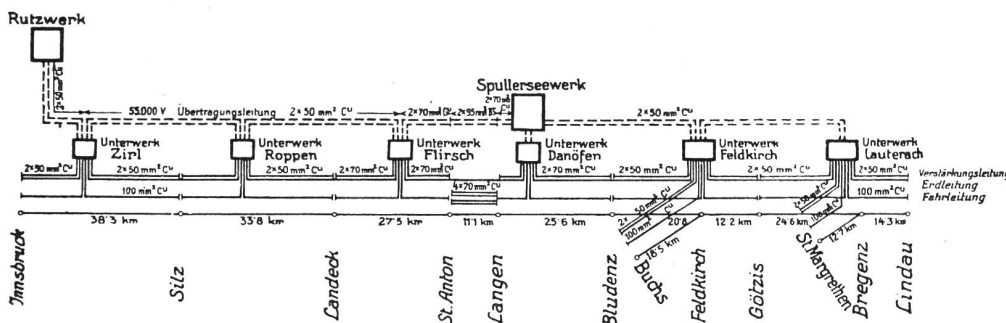 Rutzwerk
2×50 mm² Cu
Spullerseewerk
55.000 V Übertragungsleitung 2×50 mm² Cu
2×70 mm² Cu
2×95 mm²
2×70 m²
2×50 mm² Cu
Unterwerk
Zirl
Unterwerk
Roppen
Unterwerk
Flirsch
Unterwerk
Danöfen
Unterwerk
Feldkirch
Unterwerk
Lauterach
2×50 mm² Cu
2×50 mm² Cu
2×50 mm² Cu
2×70 mm² Cu
2×70 mm² Cu
4×70 mm² Cu
2×70 mm² Cu
2×50 mm² Cu
2×50 mm² Cu
2×50 mm² Cu
Verstärkungsleitung
Erdleitung
Fahrleitung
100 mm² Cu
2× 50 mm² Cu
100 mm² Cu
2×50 mm² Cu
100 mm² Cu
100 mm² Cu
38·3 km
33·8 km
27·5 km
11·1 km
25·6 km
20·8
18·5 km
12·2 km
24·6 km
12·7 km
14·3 km
Innsbruck
Silz
Landeck
St. Anton
Langen
Bludenz
Buchs
Feldkirch
Götzis
St. Margrethen
Bregenz
Lindau